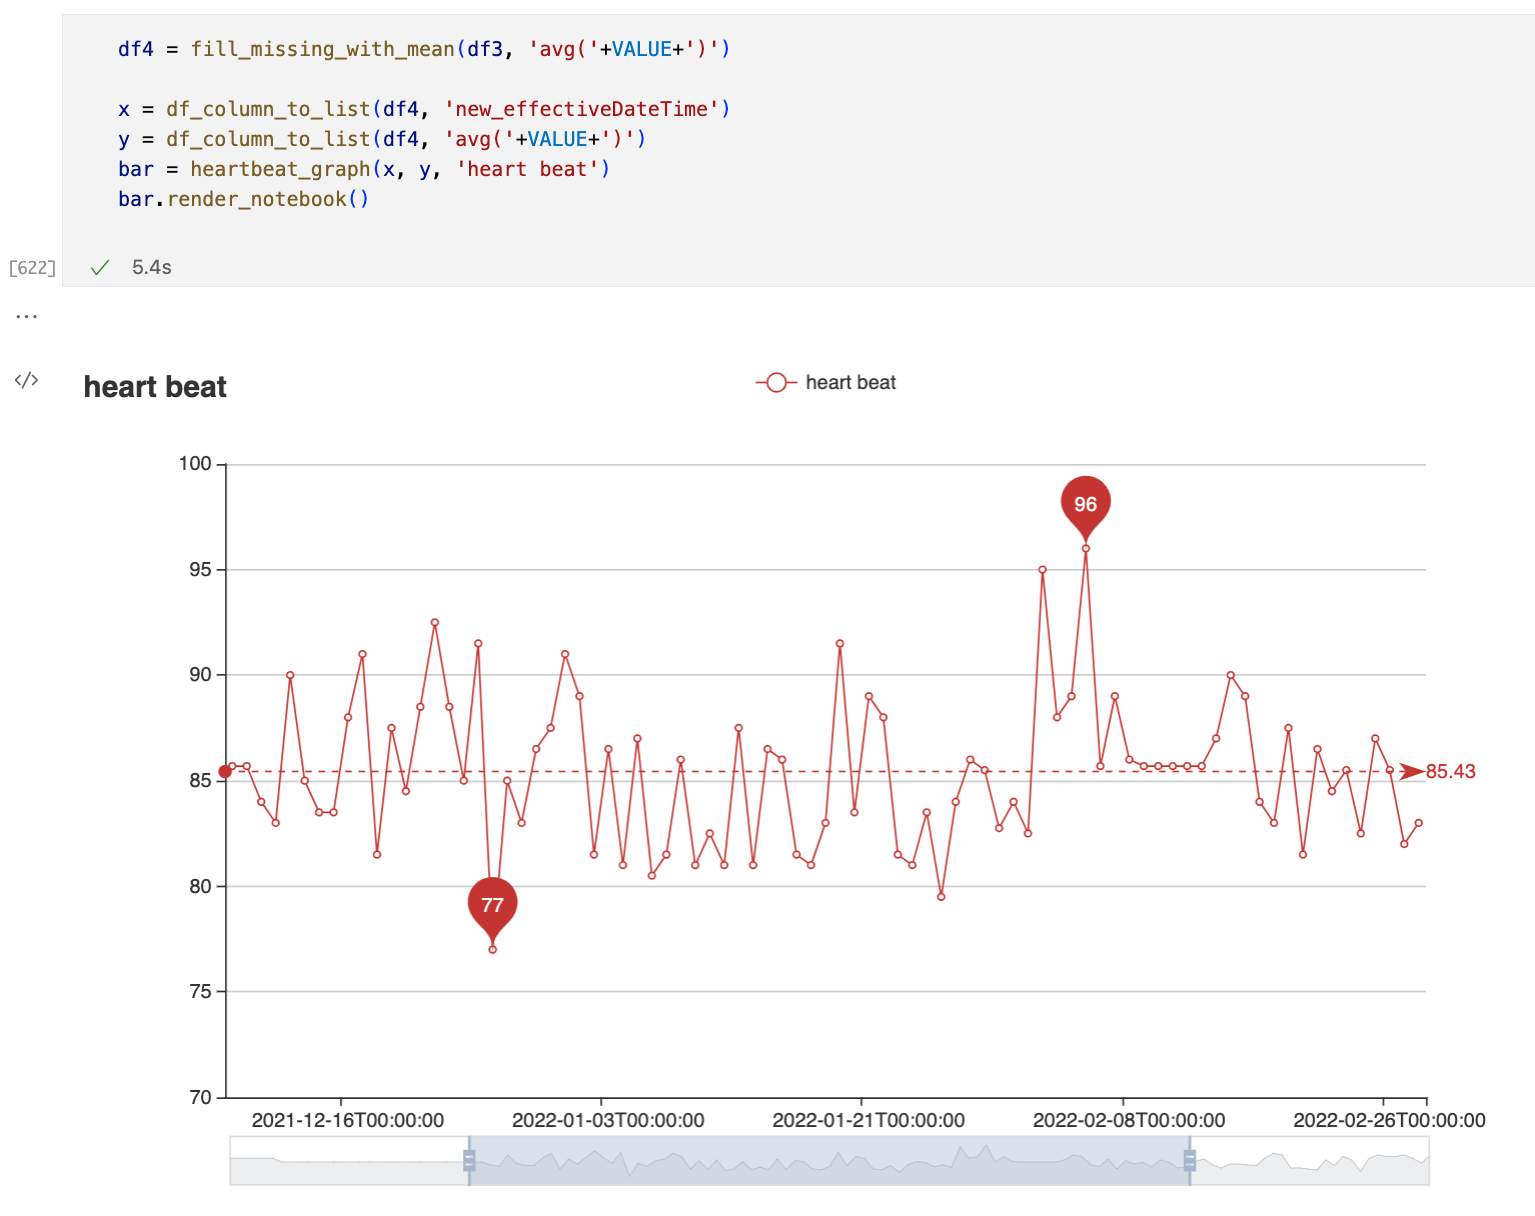 df4 = fill_missing_with_mean(df3, 'avg('+VALUE+')')
x = df_column_to_list(df4, 'new_effectiveDateTime')
y = df_column_to_list(df4, 'avg('+VALUE+')')
bar = heartbeat_graph(x, y, 'heart beat')
bar.render_notebook()
[622] 5.4s
...
</>
heart beat
heart beat
100
95
90
85
80
75
70
96
77
85.43
2021-12-16T00:00:00 2022-01-03T00:00:00 2022-01-21T00:00:00 2022-02-08T00:00:00 2022-02-26T00:00:00